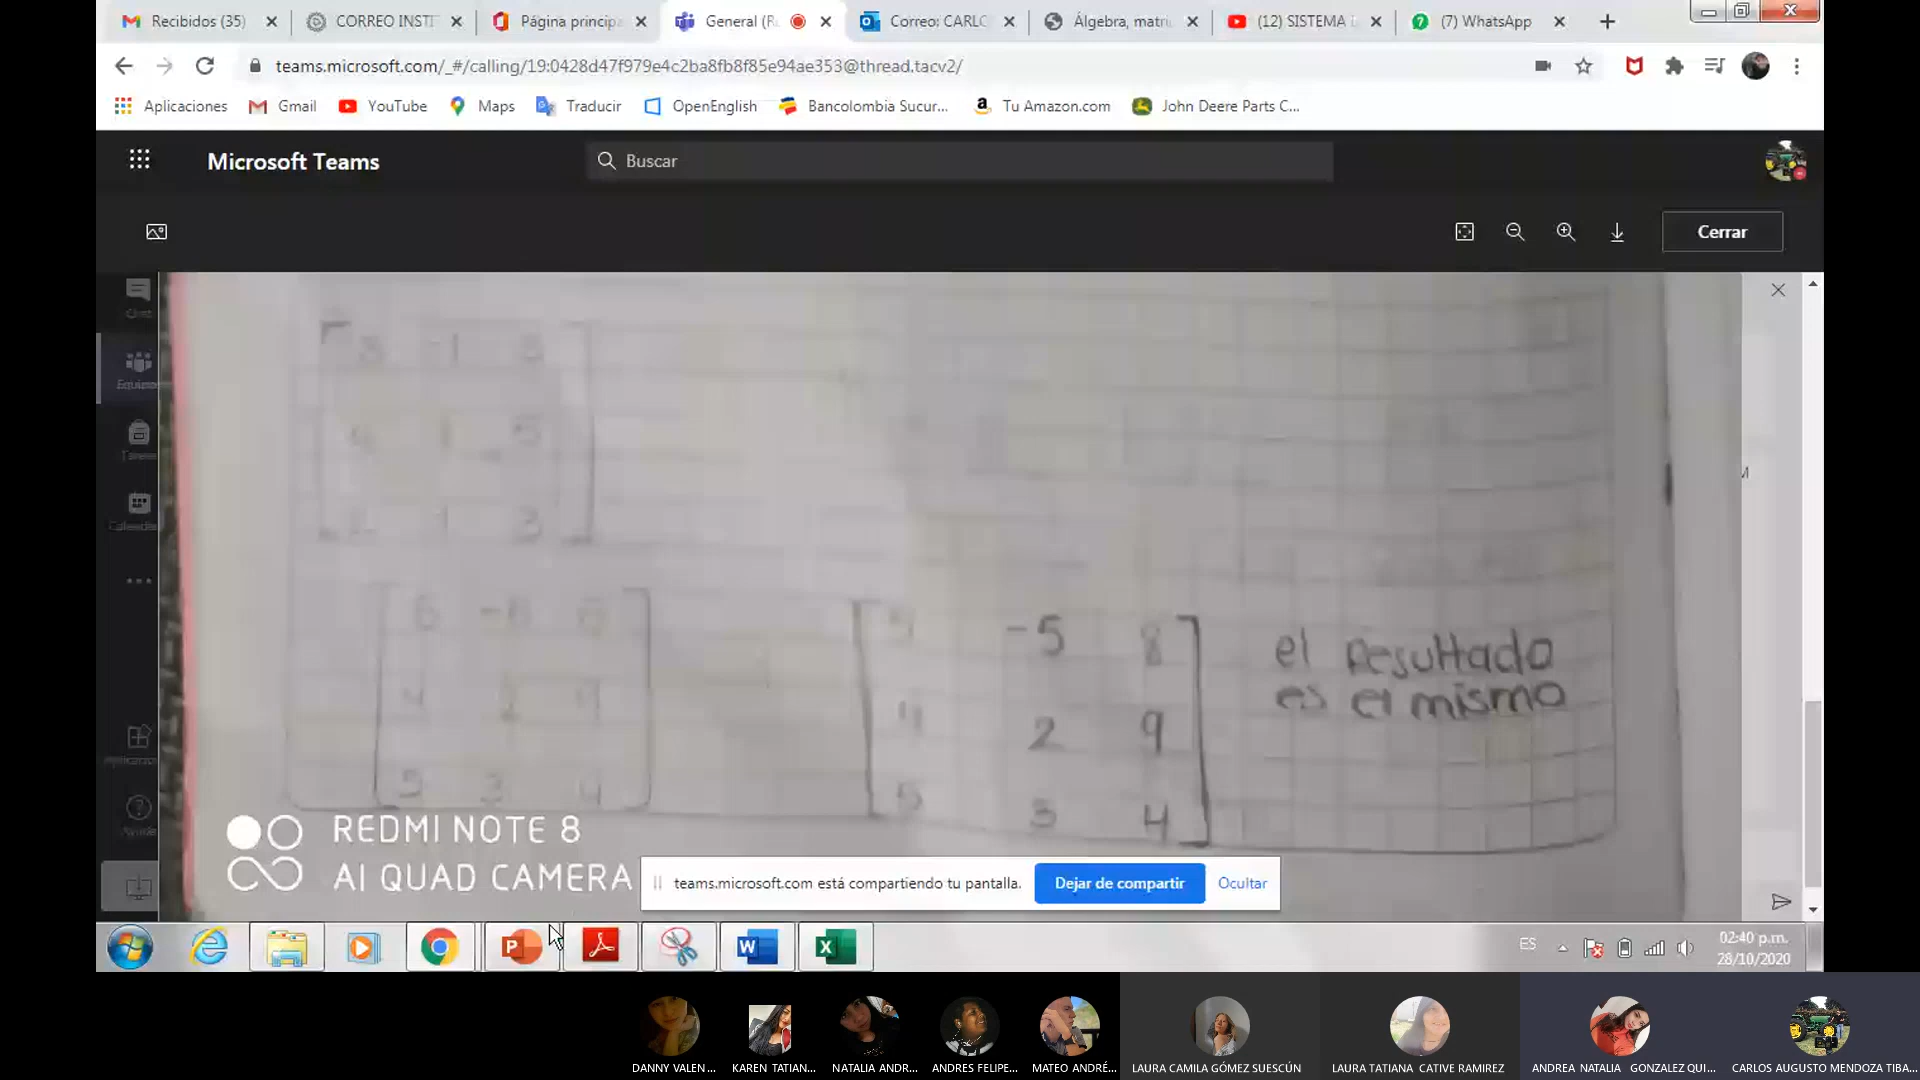 Recibidos (35)
CORREO INSTI
Página principa
General (R
Correo: CARLO
Álgebra, matri
(12) SISTEMA
(7) WhatsApp
teams.microsoft.com/_#/calling/19:0428d47f979e4c2ba8fb8f85e94ae353@thread.tacv2/
Aplicaciones
Gmail
YouTube
Maps
Traducir
OpenEnglish
Bancolombia Sucur...
Tu Amazon.com
John Deere Parts C...
Microsoft Teams
Buscar
Cerrar
-5 8
2 9
5 3 4
el resultado
es el mismo
REDMI NOTE 8
AI QUAD CAMERA
teams.microsoft.com está compartiendo tu pantalla.
Dejar de compartir
Ocultar
ES
02:40 p.m.
28/10/2020
DANNY VALEN...
KAREN TATIAN...
NATALIA ANDR...
ANDRES FELIPE...
MATEO ANDRÉ...
LAURA CAMILA GÓMEZ SUESCÚN
LAURA TATIANA CATIVE RAMIREZ
ANDREA NATALIA GONZALEZ QUI...
CARLOS AUGUSTO MENDOZA TIBA...